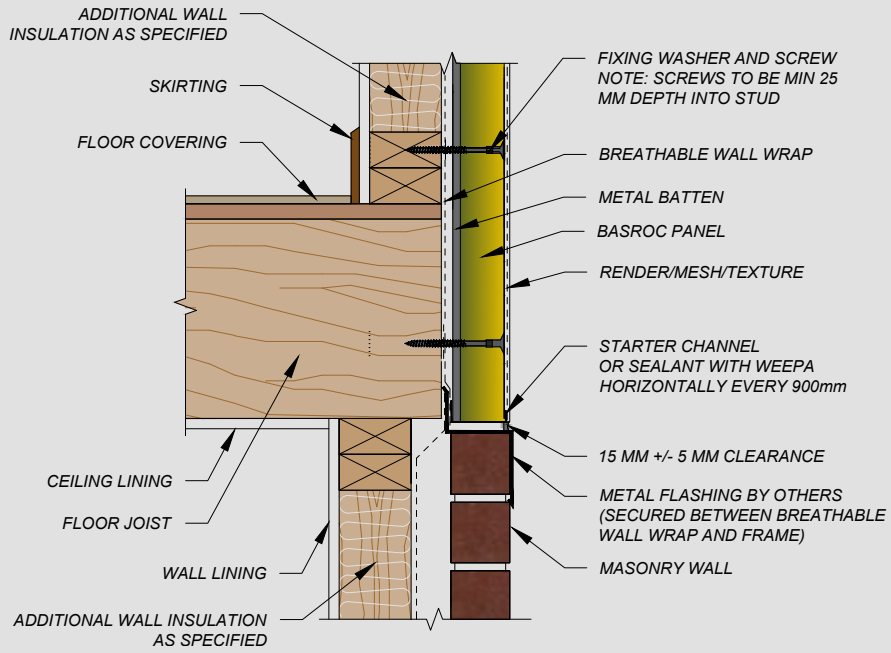 ADDITIONAL WALL
INSULATION AS SPECIFIED
SKIRTING
FLOOR COVERING
CEILING LINING
FLOOR JOIST
WALL LINING
ADDITIONAL WALL INSULATION
AS SPECIFIED
FIXING WASHER AND SCREW
NOTE: SCREWS TO BE MIN 25
MM DEPTH INTO STUD
BREATHABLE WALL WRAP
METAL BATTEN
BASROC PANEL
RENDER/MESH/TEXTURE
STARTER CHANNEL
OR SEALANT WITH WEEPA
HORIZONTALLY EVERY 900mm
15 MM +/- 5 MM CLEARANCE
METAL FLASHING BY OTHERS
(SECURED BETWEEN BREATHABLE
WALL WRAP AND FRAME)
MASONRY WALL